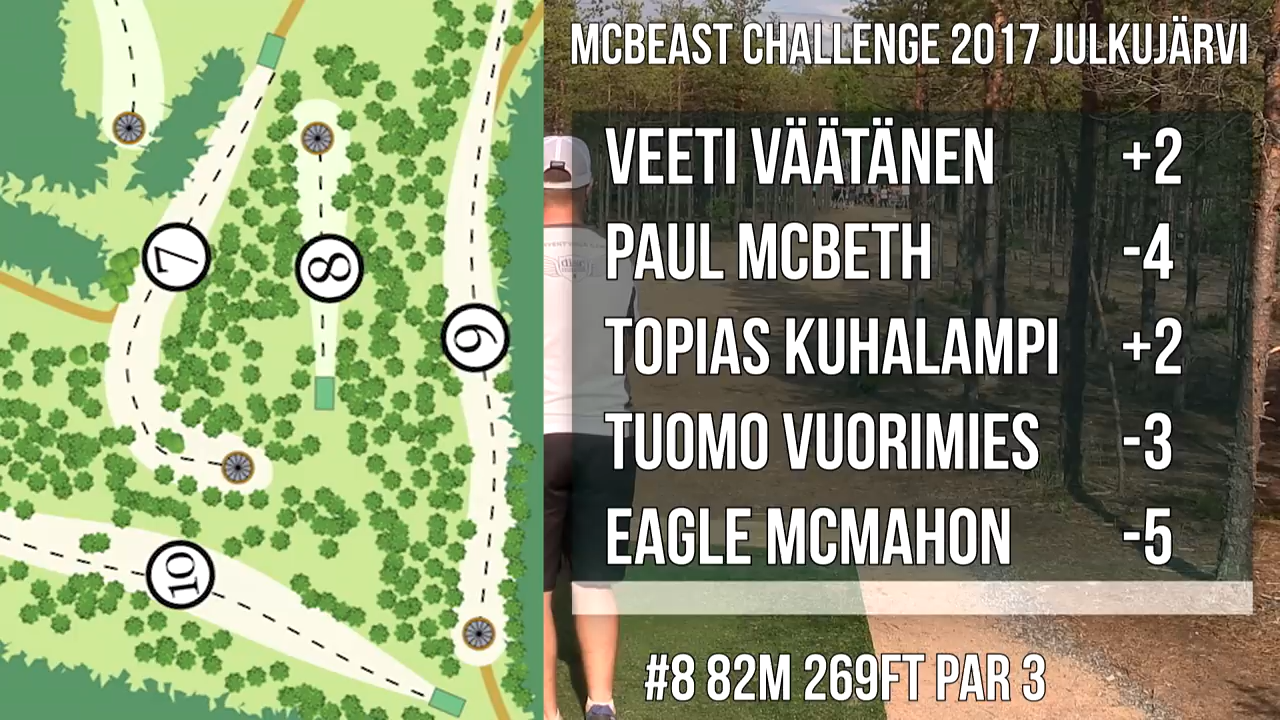 MCBEAST CHALLENGE 2017 JULKUJÄRVI
VEETI VÄÄTÄNEN +2
PAUL MCBETH -4
TOPIAS KUHALAMPI +2
TUOMO VUORIMIES -3
EAGLE MCMAHON -5
#8 82M 269FT PAR 3
7
8
6
10